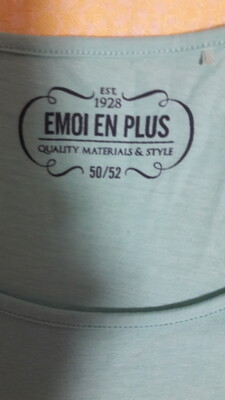 EST.
1928
EMOI EN PLUS
QUALITY MATERIALS & STYLE
50/52